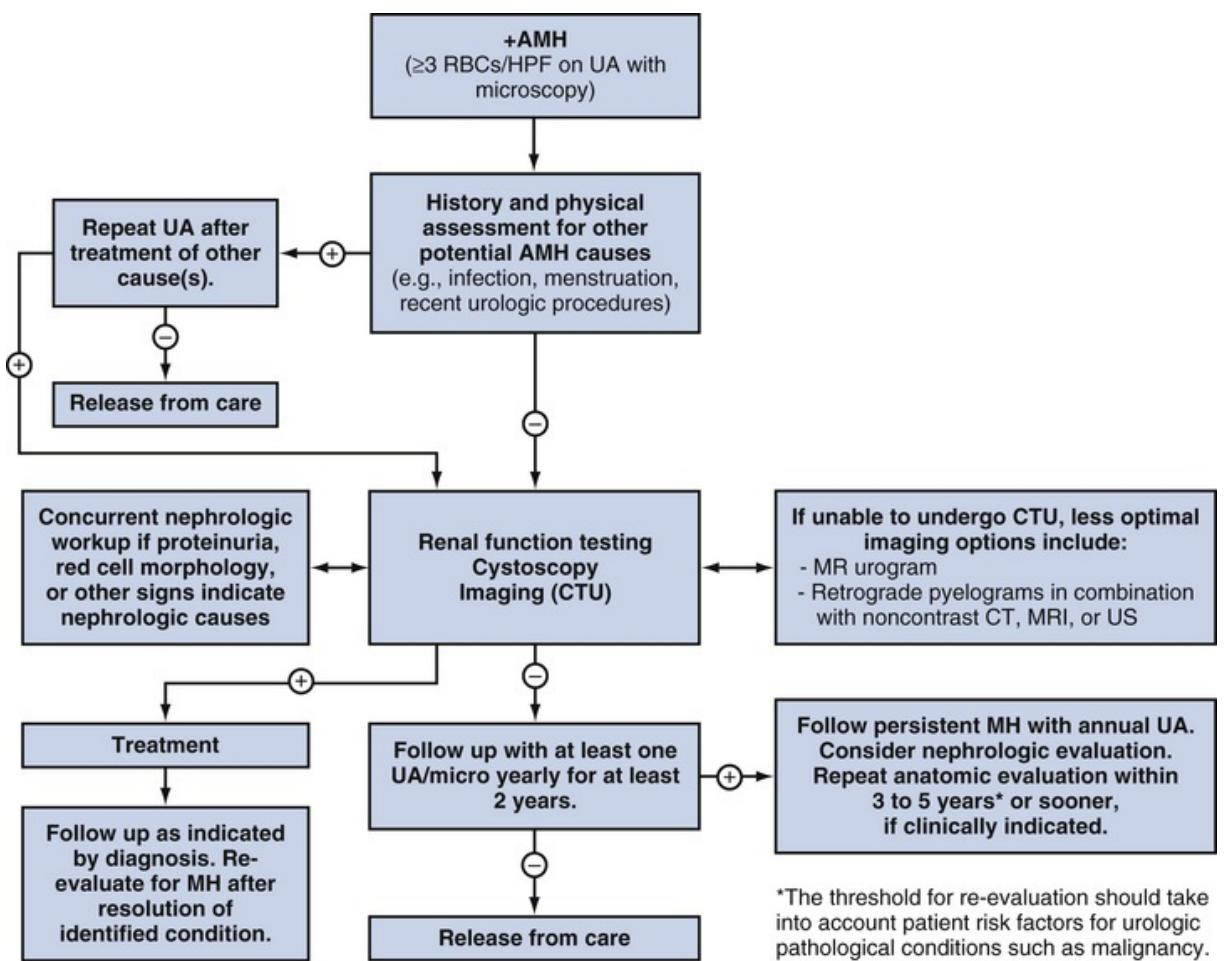 +AMH
(≥3 RBCs/HPF on UA with
microscopy)
History and physical
assessment for other
potential AMH causes
(e.g., infection, menstruation,
recent urologic procedures)
+
Repeat UA after
treatment of other
cause(s).
−
+
Release from care
−
Concurrent nephrologic
workup if proteinuria,
red cell morphology,
or other signs indicate
nephrologic causes
Renal function testing
Cystoscopy
Imaging (CTU)
If unable to undergo CTU, less optimal
imaging options include:
- MR urogram
- Retrograde pyelograms in combination
with noncontrast CT, MRI, or US
+
−
Treatment
Follow up as indicated
by diagnosis. Re-
evaluate for MH after
resolution of
identified condition.
Follow up with at least one
UA/micro yearly for at least
2 years.
+
Follow persistent MH with annual UA.
Consider nephrologic evaluation.
Repeat anatomic evaluation within
3 to 5 years* or sooner,
if clinically indicated.
−
Release from care
*The threshold for re-evaluation should take
into account patient risk factors for urologic
pathological conditions such as malignancy.